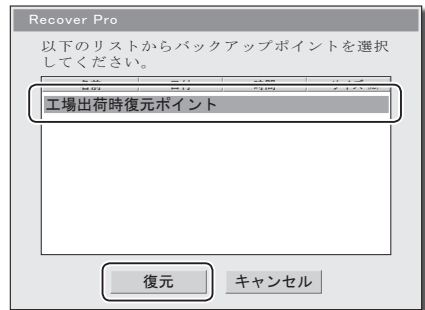 Recover Pro
以下のリストからバックアップポイントを選択
してください。
工場出荷時復元ポイント
復元 キャンセル